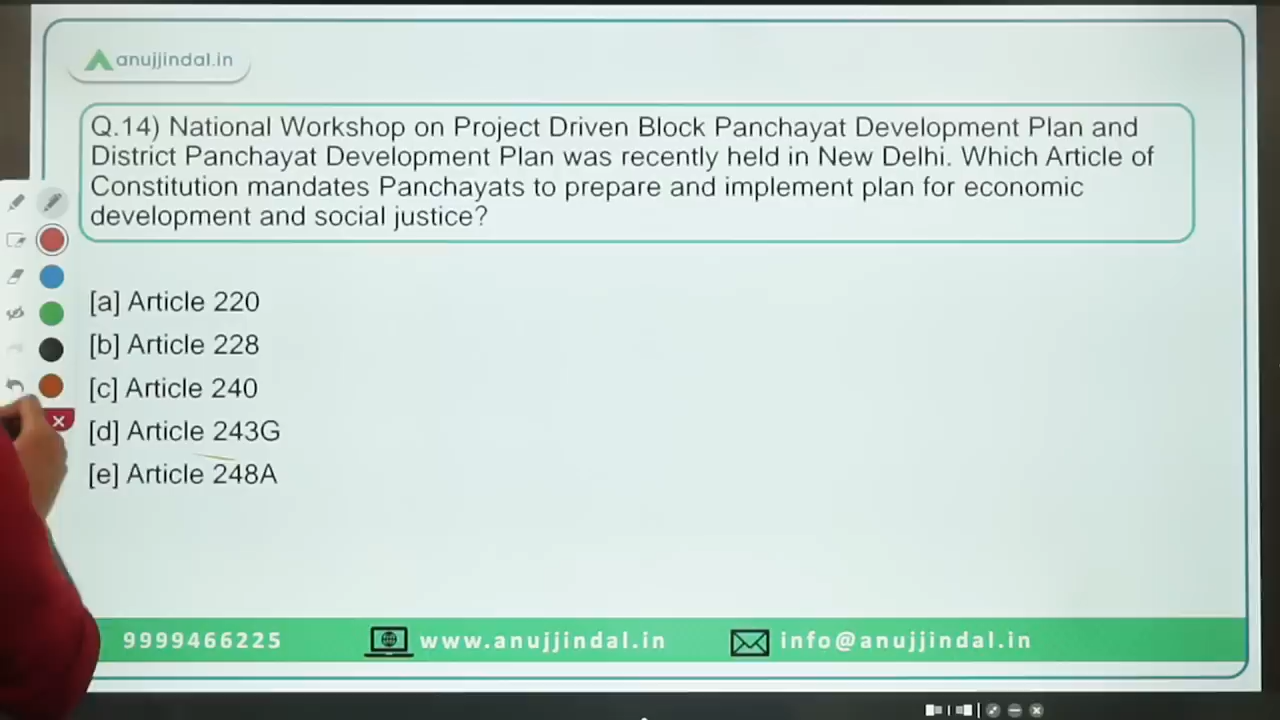 anujjindal.in
Q.14) National Workshop on Project Driven Block Panchayat Development Plan and
District Panchayat Development Plan was recently held in New Delhi. Which Article of
Constitution mandates Panchayats to prepare and implement plan for economic
development and social justice?
[a] Article 220
[b] Article 228
[c] Article 240
[d] Article 243G
[e] Article 248A
9999466225 www.anujjindal.in info@anujjindal.in